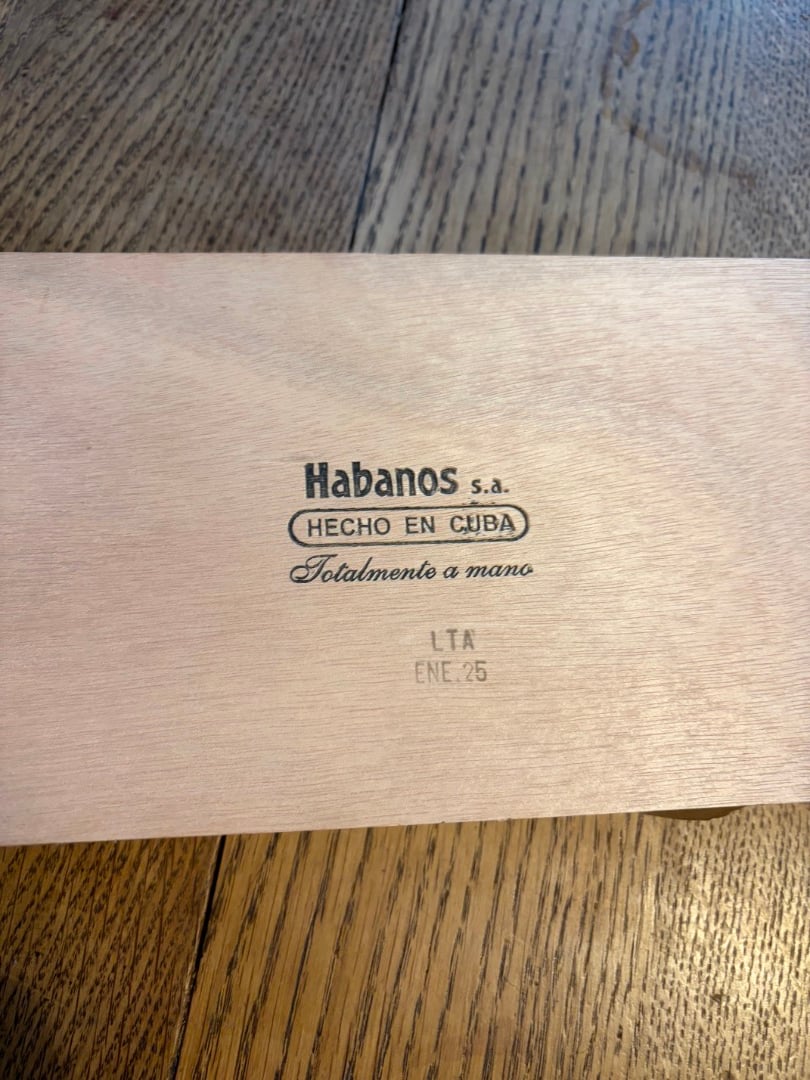 Habanos s.a.
HECHO EN CUBA
Totalmente a mano
LTA
ENE.25